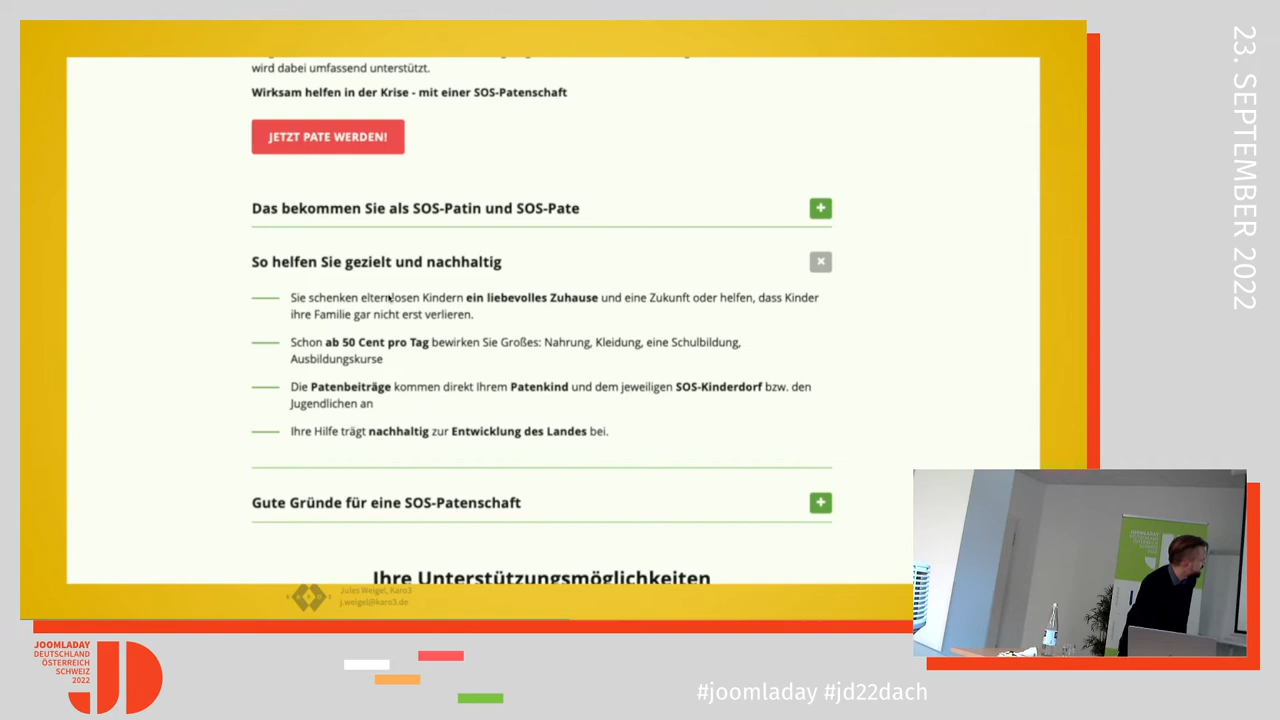 wird dabei umfassend unterstützt.
Wirksam helfen in der Krise - mit einer SOS-Patenschaft
JETZT PATE WERDEN!
Das bekommen Sie als SOS-Patin und SOS-Pate
So helfen Sie gezielt und nachhaltig
Sie schenken elternlosen Kindern ein liebevolles Zuhause und eine Zukunft oder helfen, dass Kinder
ihre Familie gar nicht erst verlieren.
Schon ab 50 Cent pro Tag bewirken Sie Großes: Nahrung, Kleidung, eine Schulbildung,
Ausbildungskurse
Die Patenbeiträge kommen direkt Ihrem Patenkind und dem jeweiligen SOS-Kinderdorf bzw. den
Jugendlichen an
Ihre Hilfe trägt nachhaltig zur Entwicklung des Landes bei.
Gute Gründe für eine SOS-Patenschaft
Ihre Unterstützungsmöglichkeiten
Jules Weigel, Karo3
j.weigel@karo3.de
23. SEPTEMBER 2022
JOOMLADAY
DEUTSCHLAND
ÖSTERREICH
SCHWEIZ
2022
#joomladay #jd22dach